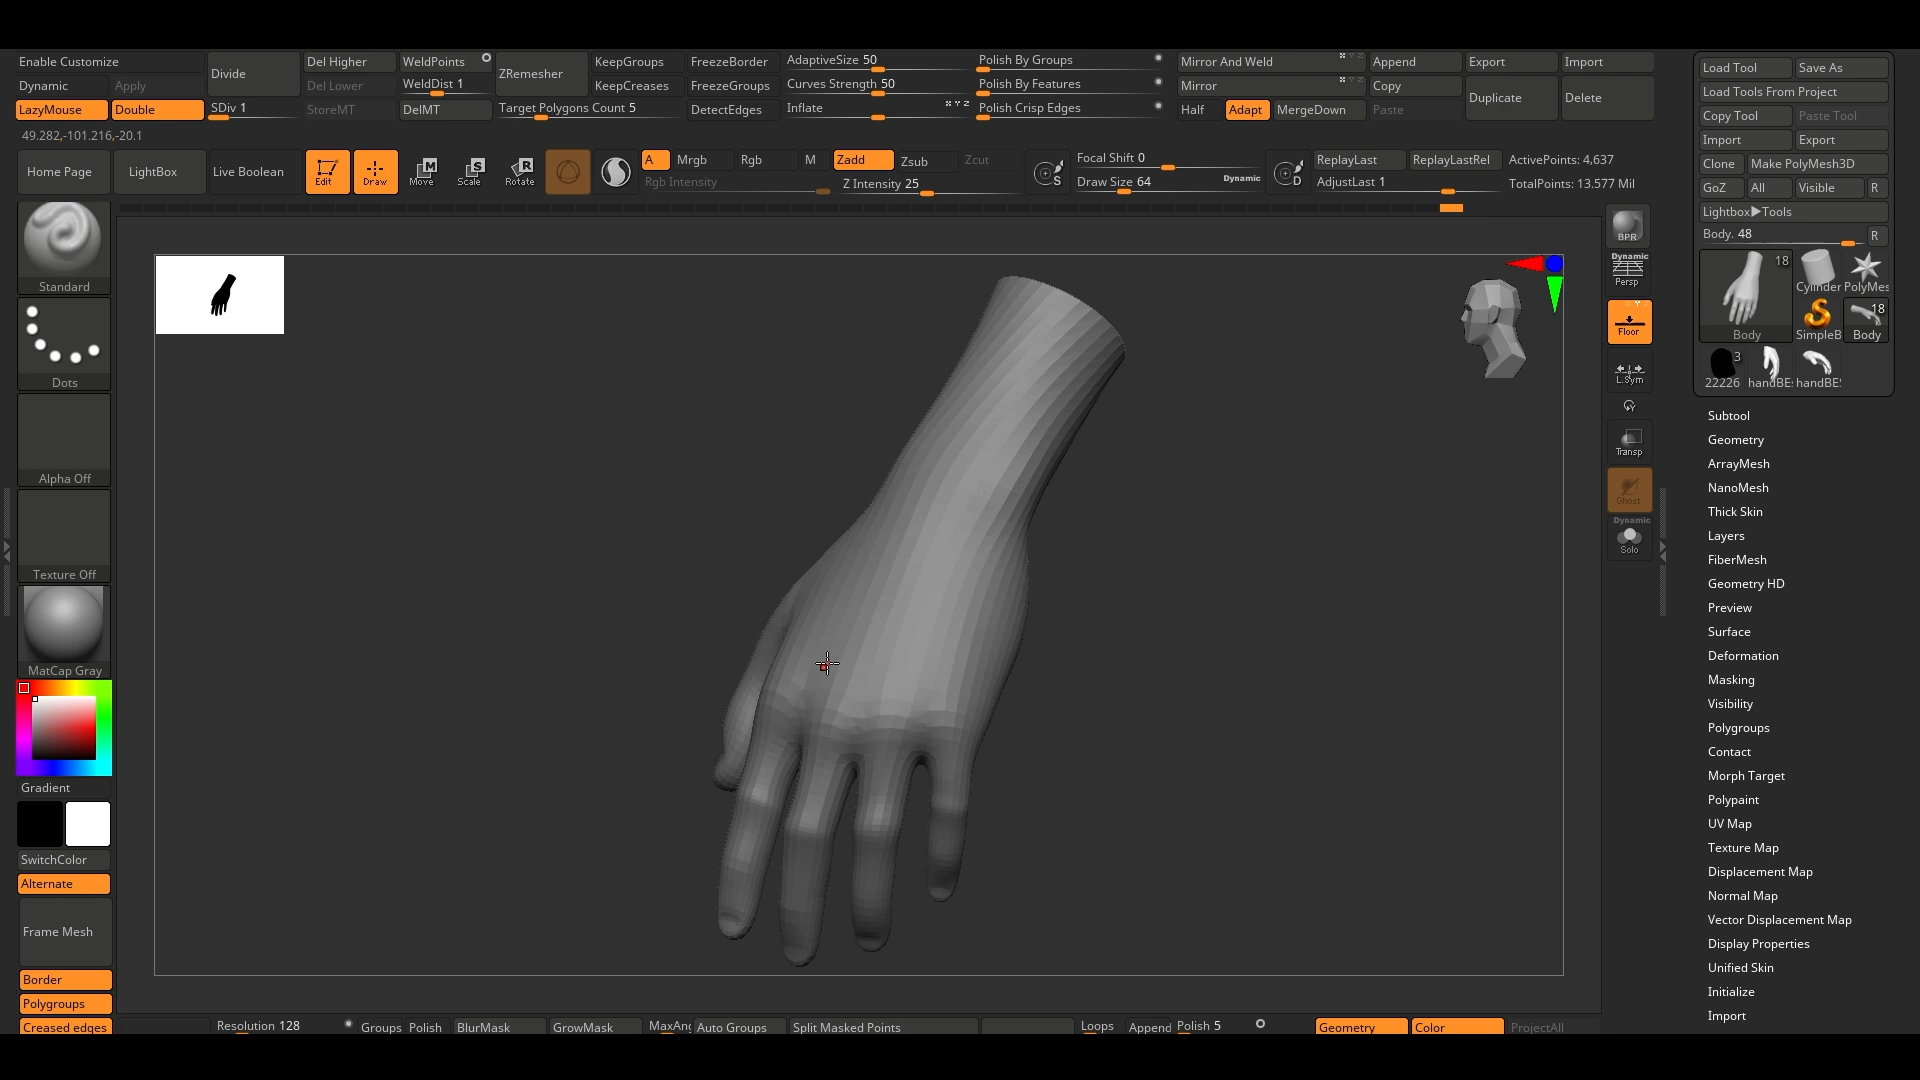 Enable Customize Divide Del Higher WeldPoints ZRemesher KeepGroups FreezeBorder AdaptiveSize 50 Polish By Groups Mirror And Weld Append Export Import
Dynamic Apply Del Lower WeldDist 1 KeepCreases FreezeGroups Curves Strength 50 Polish By Features Mirror Copy Duplicate Delete
LazyMouse Double SDiv 1 StoreMT DelMT Target Polygons Count 5 DetectEdges Inflate Polish Crisp Edges Half Adapt MergeDown Paste
49.282,-101.216,-20.1
Home Page LightBox Live Boolean Edit Draw Move Scale Rotate A Mrgb Rgb M Zadd Zsub Zcut Focal Shift 0 ReplayLast ReplayLastRel ActivePoints: 4,637
Rgb Intensity Z Intensity 25 S Draw Size 64 Dynamic D AdjustLast 1 TotalPoints: 13.577 Mil
Standard
Dots
Alpha Off
Texture Off
MatCap Gray
Gradient
SwitchColor
Alternate
Frame Mesh
Border
Polygroups
Creased edges
Resolution 128 Groups Polish BlurMask GrowMask Auto Groups Split Masked Points Loops Append Polish 5 Geometry Color ProjectAll
BPR
Dynamic
Persp
Floor
L.Sym
Transp
Ghost
Dynamic
Solo
Load Tool Save As
Load Tools From Project
Copy Tool Paste Tool
Import Export
Clone Make PolyMesh3D
GoZ All Visible R
Lightbox▶Tools
Body. 48 R
18
Cylinder PolyMes
18
Body SimpleB Body
3
22226 handBE handBE
Subtool
Geometry
ArrayMesh
NanoMesh
Thick Skin
Layers
FiberMesh
Geometry HD
Preview
Surface
Deformation
Masking
Visibility
Polygroups
Contact
Morph Target
Polypaint
UV Map
Texture Map
Displacement Map
Normal Map
Vector Displacement Map
Display Properties
Unified Skin
Initialize
Import